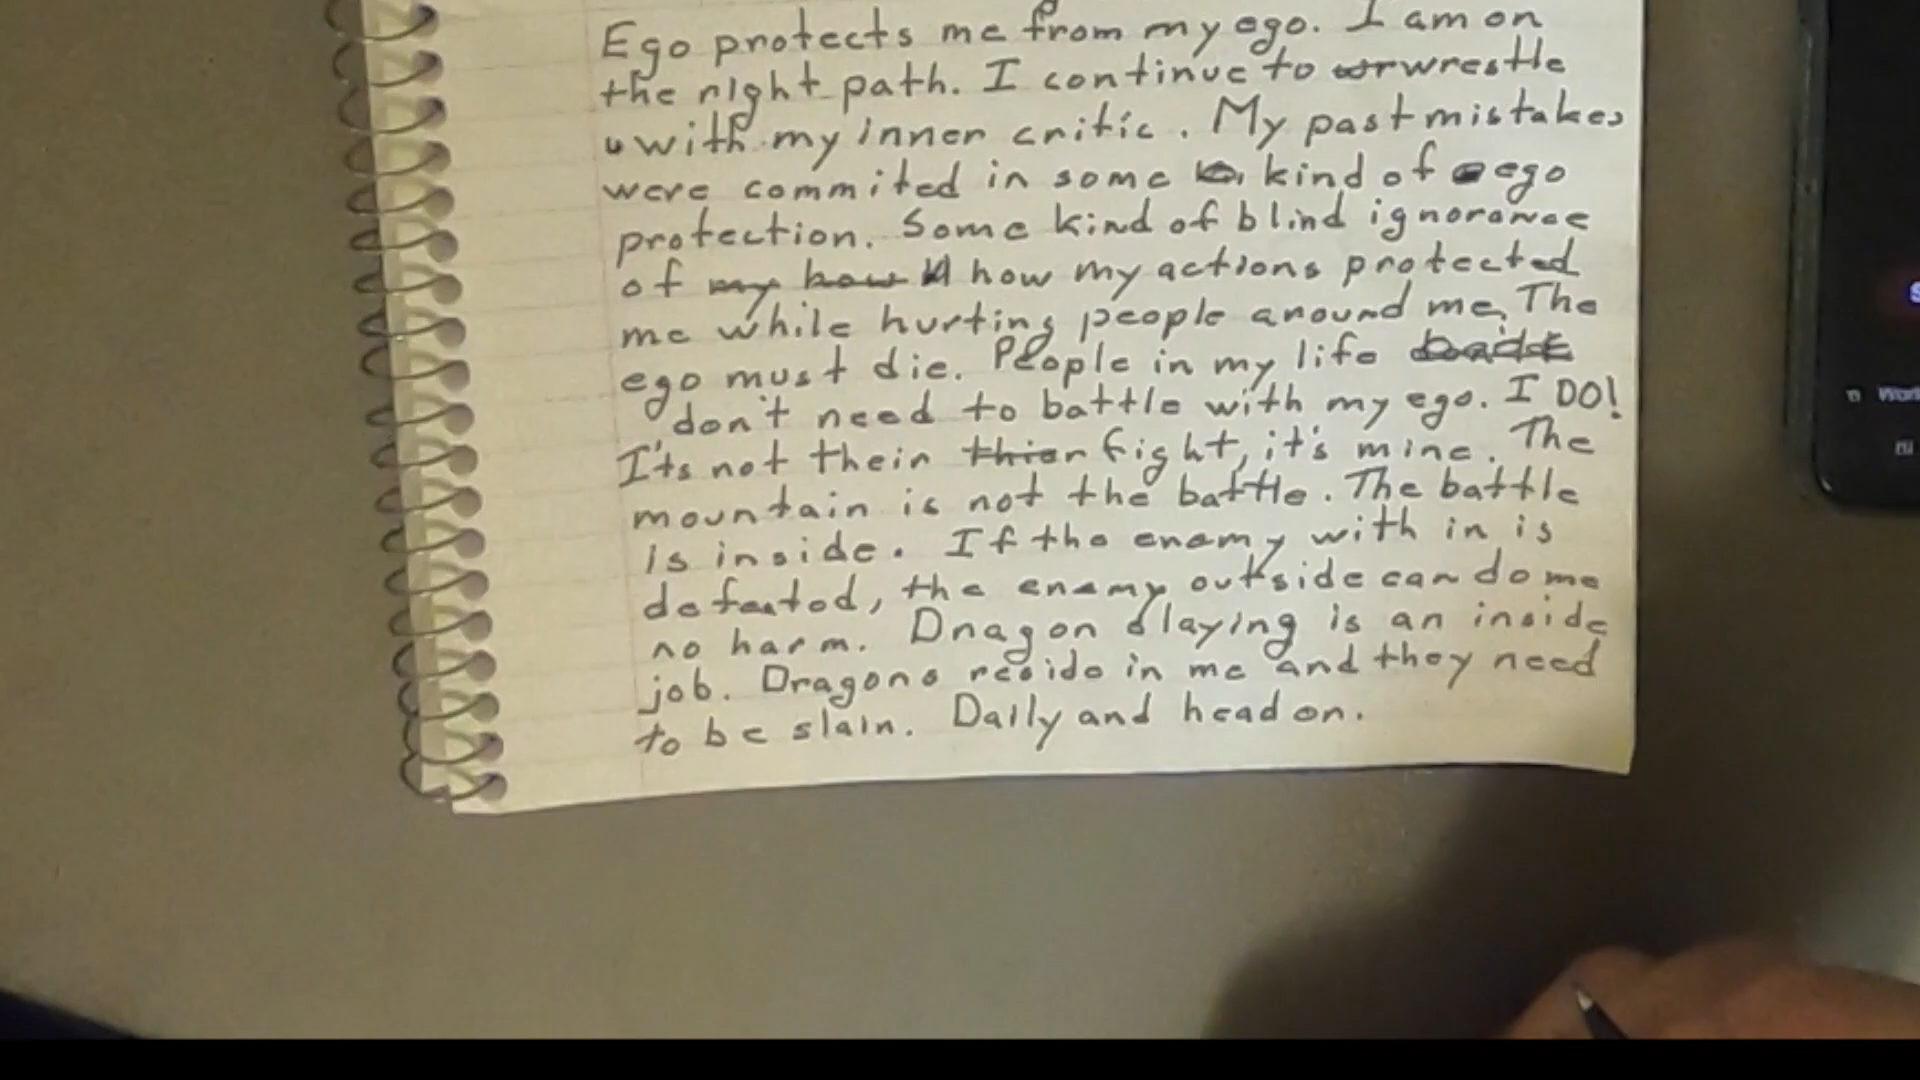 Ego protects me from my ego. I am on
the right path. I continue to wrwrestle
with my inner critic. My past mistakes
were commited in some kind of ego
protection. Some kind of blind ignorance
of my how how my actions protected
me while hurting people around me. The
ego must die. People in my life
don't need to battle with my ego. I DO!
It's not their thier fight, it's mine. The
mountain is not the battle. The battle
is inside. If the enemy with in is
defeated, the enemy outside can do me
no harm. Dragon slaying is an inside
job. Dragons reside in me and they need
to be slain. Daily and head on.